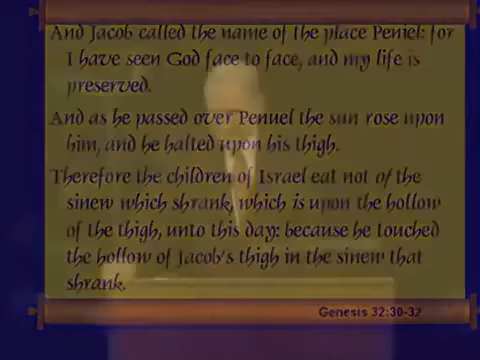 And Jacob called the name of the place Peniel: for
I have seen God face to face, and my life is
preserved.
And as he passed over Penuel the sun rose upon
him, and he halted upon his thigh.
Therefore the children of Israel eat not of the
sinew which shrank, which is upon the hollow
of the thigh, unto this day: because he touched
the hollow of Jacob's thigh in the sinew that
shrank.
Genesis 32:30-32